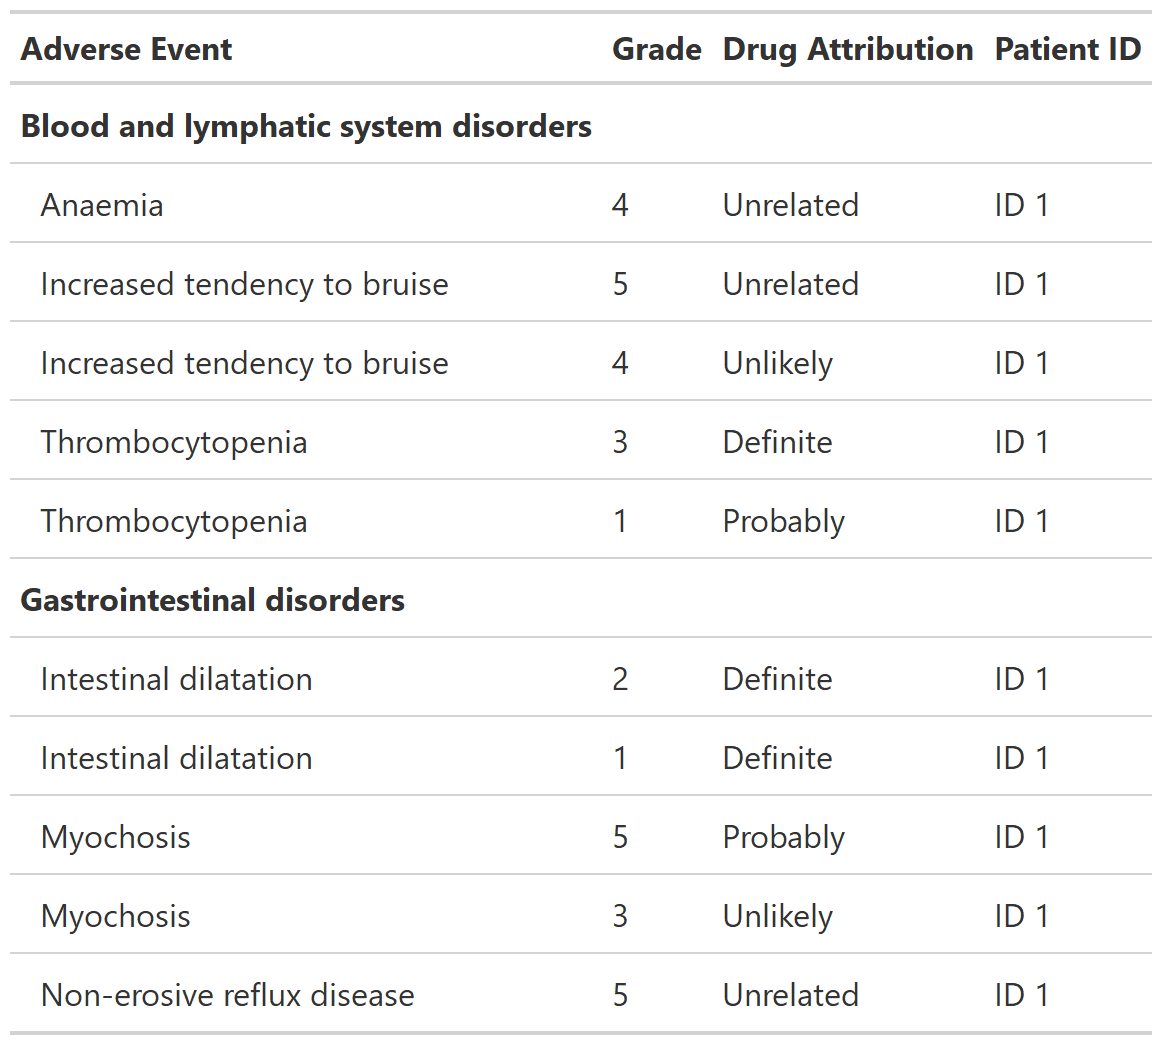 Adverse Event Grade Drug Attribution Patient ID
Blood and lymphatic system disorders
Anaemia 4 Unrelated ID 1
Increased tendency to bruise 5 Unrelated ID 1
Increased tendency to bruise 4 Unlikely ID 1
Thrombocytopenia 3 Definite ID 1
Thrombocytopenia 1 Probably ID 1
Gastrointestinal disorders
Intestinal dilatation 2 Definite ID 1
Intestinal dilatation 1 Definite ID 1
Myochosis 5 Probably ID 1
Myochosis 3 Unlikely ID 1
Non-erosive reflux disease 5 Unrelated ID 1